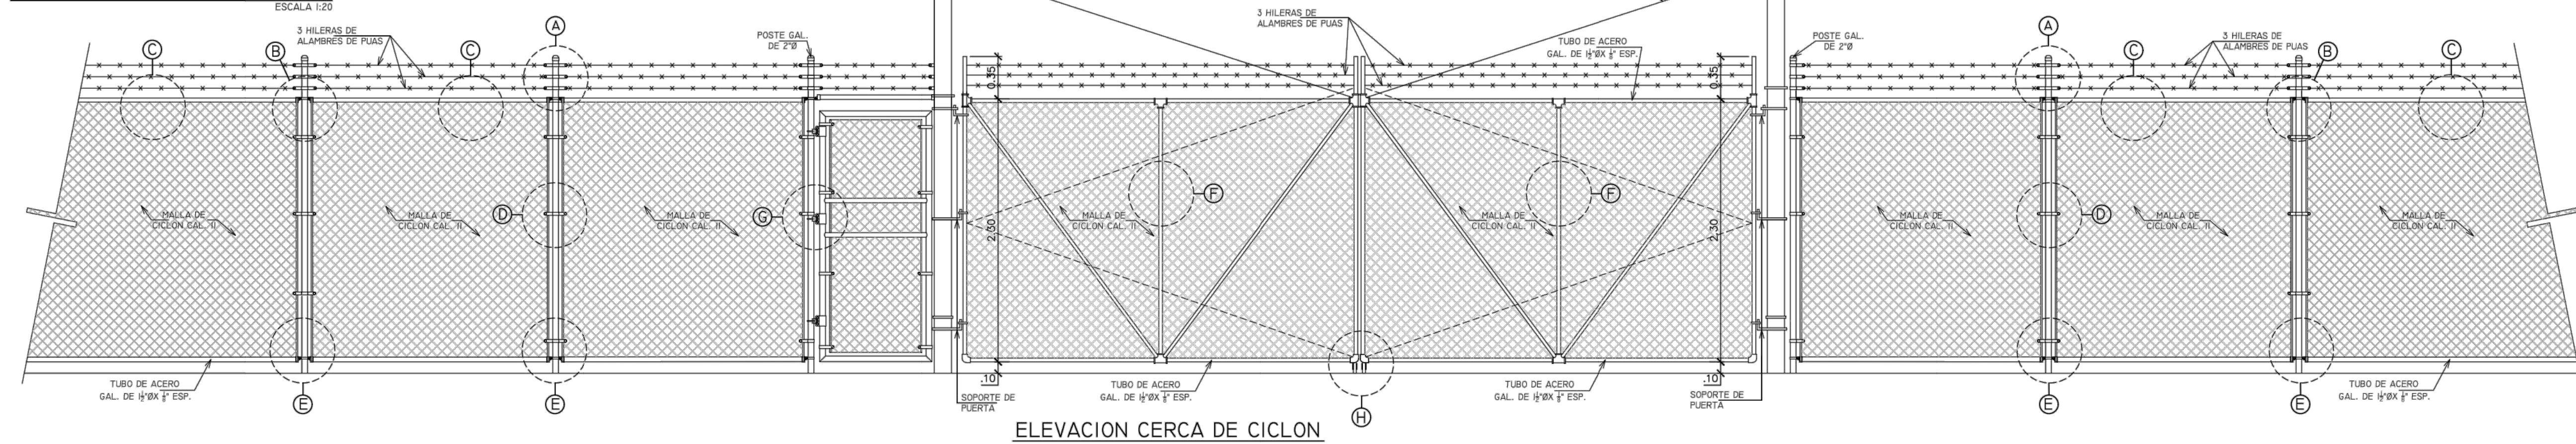 ESCALA 1:20
3 HILERAS DE
ALAMBRES DE PUAS
POSTE GAL.
DE 2"Ø
3 HILERAS DE
ALAMBRES DE PUAS
TUBO DE ACERO
GAL. DE 1½"ØX ⅛" ESP.
POSTE GAL.
DE 2"Ø
3 HILERAS DE
ALAMBRES DE PUAS
C
B
C
A
A
C
B
C
0.35
0.35
F
F
MALLA DE
CICLON CAL. 11
MALLA DE
CICLON CAL. 11
D
MALLA DE
CICLON CAL. 11
G
MALLA DE
CICLON CAL. 11
MALLA DE
CICLON CAL. 11
MALLA DE
CICLON CAL. 11
D
MALLA DE
CICLON CAL. 11
MALLA DE
CICLON CAL. 11
2.30
2.30
.10
.10
TUBO DE ACERO
GAL. DE 1½"ØX ⅛" ESP.
E
E
SOPORTE DE
PUERTA
TUBO DE ACERO
GAL. DE 1½"ØX ⅛" ESP.
H
TUBO DE ACERO
GAL. DE 1½"ØX ⅛" ESP.
SOPORTE DE
PUERTA
E
E
TUBO DE ACERO
GAL. DE 1½"ØX ⅛" ESP.
ELEVACION CERCA DE CICLON